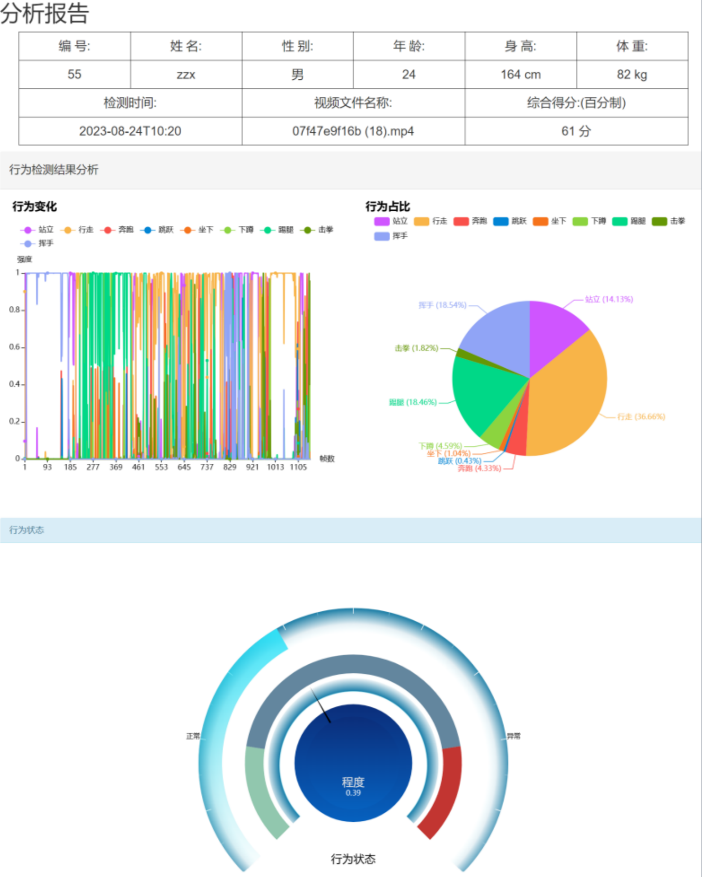 分析报告
编 号: 姓 名: 性 别: 年 龄: 身 高: 体 重:
55 zzx 男 24 164 cm 82 kg
检测时间: 视频文件名称: 综合得分:(百分制)
2023-08-24T10:20 07f47e9f16b (18).mp4 61 分
行为检测结果分析
行为变化
站立 行走 奔跑 跳跃 坐下 下蹲 踢腿 击拳
挥手
强度
1
0.8
0.6
0.4
0.2
0
1 93 185 277 369 461 553 645 737 829 921 1013 1105
帧数
行为占比
站立 行走 奔跑 跳跃 坐下 下蹲 踢腿 击拳
挥手
挥手 (18.54%)
站立 (14.13%)
击拳 (1.82%)
踢腿 (18.46%)
行走 (36.66%)
下蹲 (4.59%)
坐下 (1.04%)
跳跃 (0.43%)
奔跑 (4.33%)
行为状态
正常 异常
程度
0.39
行为状态